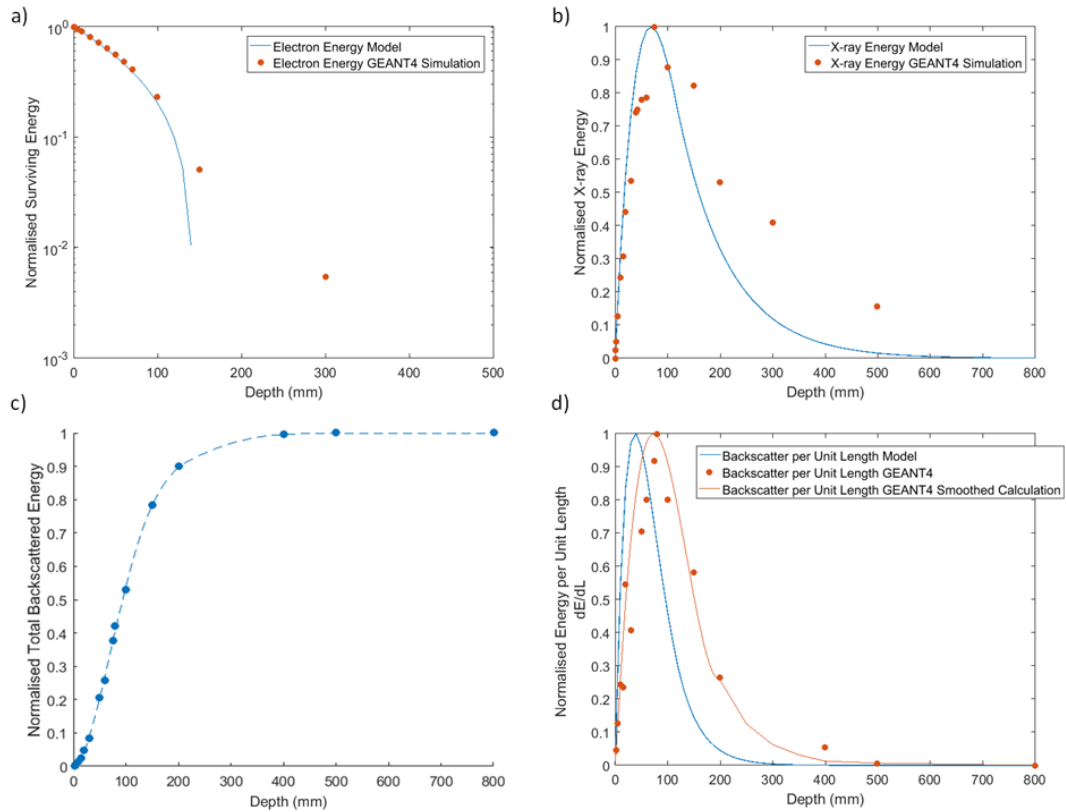 a)
10^0
10^-1
10^-2
10^-3
Normalised Surviving Energy
Electron Energy Model
Electron Energy GEANT4 Simulation
0 100 200 300 400 500
Depth (mm)
b)
1
0.9
0.8
0.7
0.6
0.5
0.4
0.3
0.2
0.1
0
Normalised X-ray Energy
X-ray Energy Model
X-ray Energy GEANT4 Simulation
0 100 200 300 400 500 600 700 800
Depth (mm)
c)
1
0.9
0.8
0.7
0.6
0.5
0.4
0.3
0.2
0.1
0
Normalised Total Backscattered Energy
0 100 200 300 400 500 600 700 800
Depth (mm)
d)
1
0.9
0.8
0.7
0.6
0.5
0.4
0.3
0.2
0.1
0
Normalised Energy per Unit Length
dE/dL
Backscatter per Unit Length Model
Backscatter per Unit Length GEANT4
Backscatter per Unit Length GEANT4 Smoothed Calculation
0 100 200 300 400 500 600 700 800
Depth (mm)